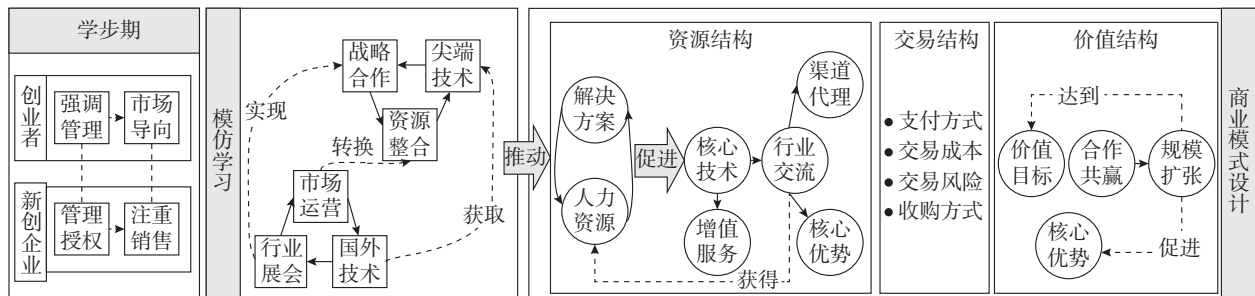 学步期
创业者
强调
管理
市场
导向
新创企业
管理
授权
注重
销售
模仿学习
战略
合作
尖端
技术
实现
资源
整合
转换
市场
运营
获取
行业
展会
国外
技术
推动
资源结构
解决
方案
人力
资源
促进
核心
技术
行业
交流
渠道
代理
增值
服务
核心
优势
获得
交易结构
● 支付方式
● 交易成本
● 交易风险
● 收购方式
价值结构
达到
价值
目标
合作
共赢
规模
扩张
核心
优势
促进
商业模式设计